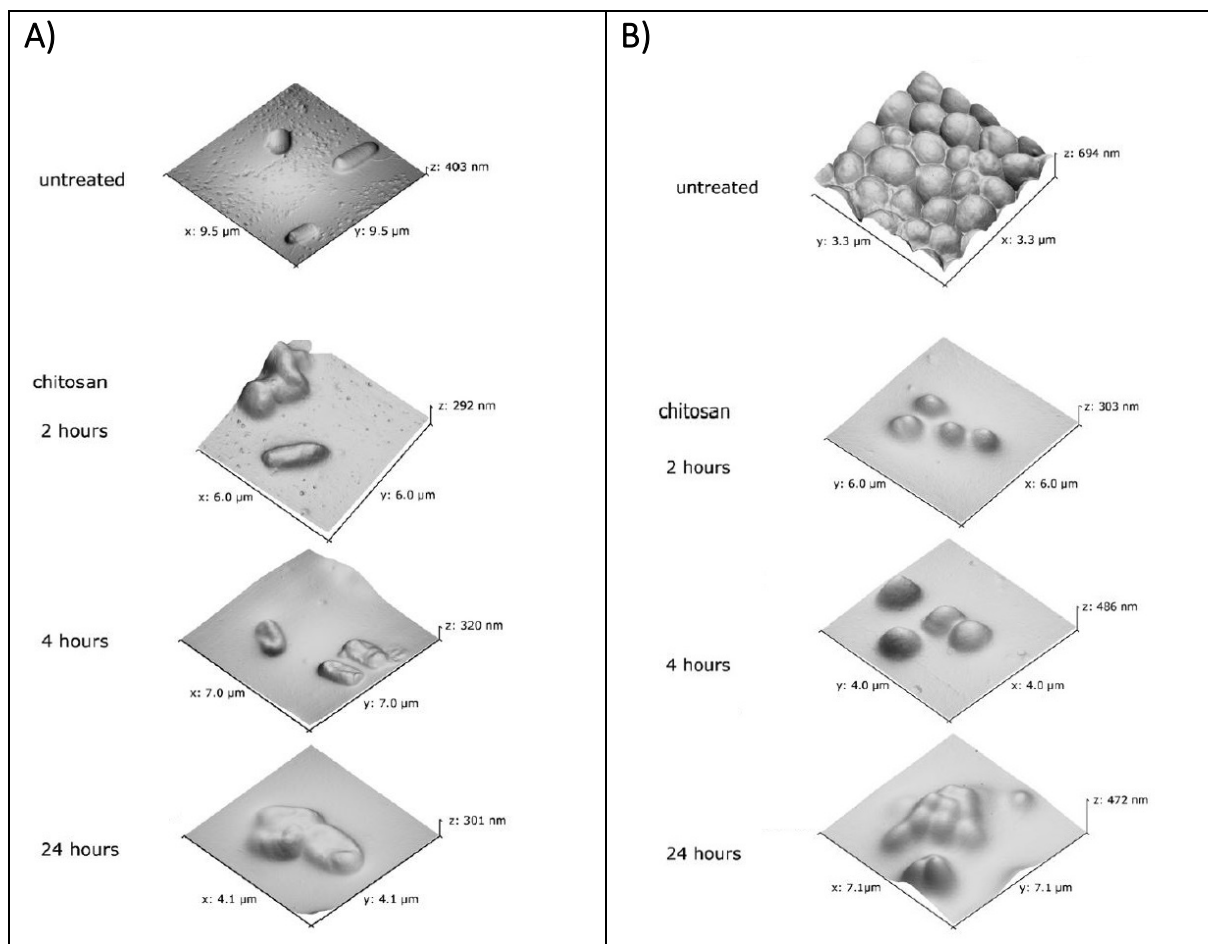 A)
untreated
z: 403 nm
x: 9.5 µm
y: 9.5 µm
chitosan
2 hours
z: 292 nm
x: 6.0 µm
y: 6.0 µm
4 hours
z: 320 nm
x: 7.0 µm
y: 7.0 µm
24 hours
z: 301 nm
x: 4.1 µm
y: 4.1 µm
B)
untreated
z: 694 nm
y: 3.3 µm
x: 3.3 µm
chitosan
2 hours
z: 303 nm
y: 6.0 µm
x: 6.0 µm
4 hours
z: 486 nm
y: 4.0 µm
x: 4.0 µm
24 hours
z: 472 nm
x: 7.1µm
y: 7.1 µm